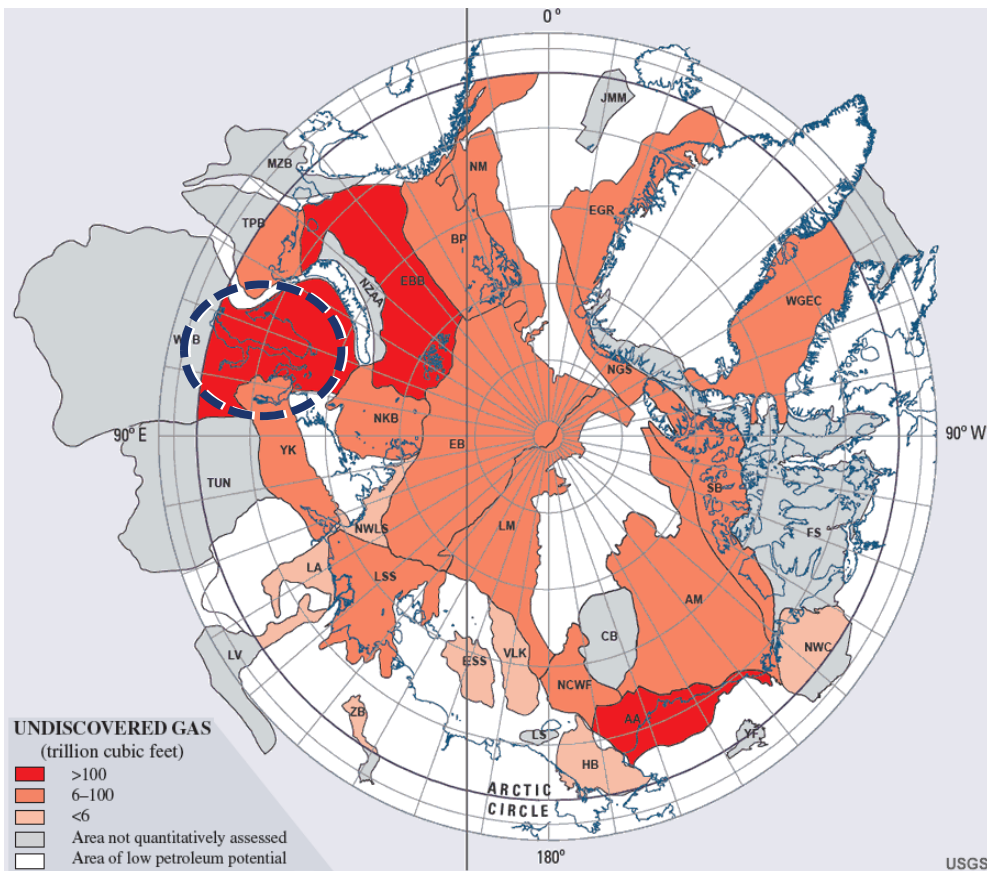 0°
JMM
MZB
NM
TPB
EGR
BP
NZAA
EBB
WGEC
NGS
NKB
90° E
EB
90° W
YK
SB
TUN
LM
NWLS
FS
LA
LSS
AM
CB
LV
ESS
VLK
NWC
NCWF
ZB
AA
LS
YF
HB
UNDISCOVERED GAS
(trillion cubic feet)
>100
6–100
<6
Area not quantitatively assessed
Area of low petroleum potential
ARCTIC
CIRCLE
180°
USGS